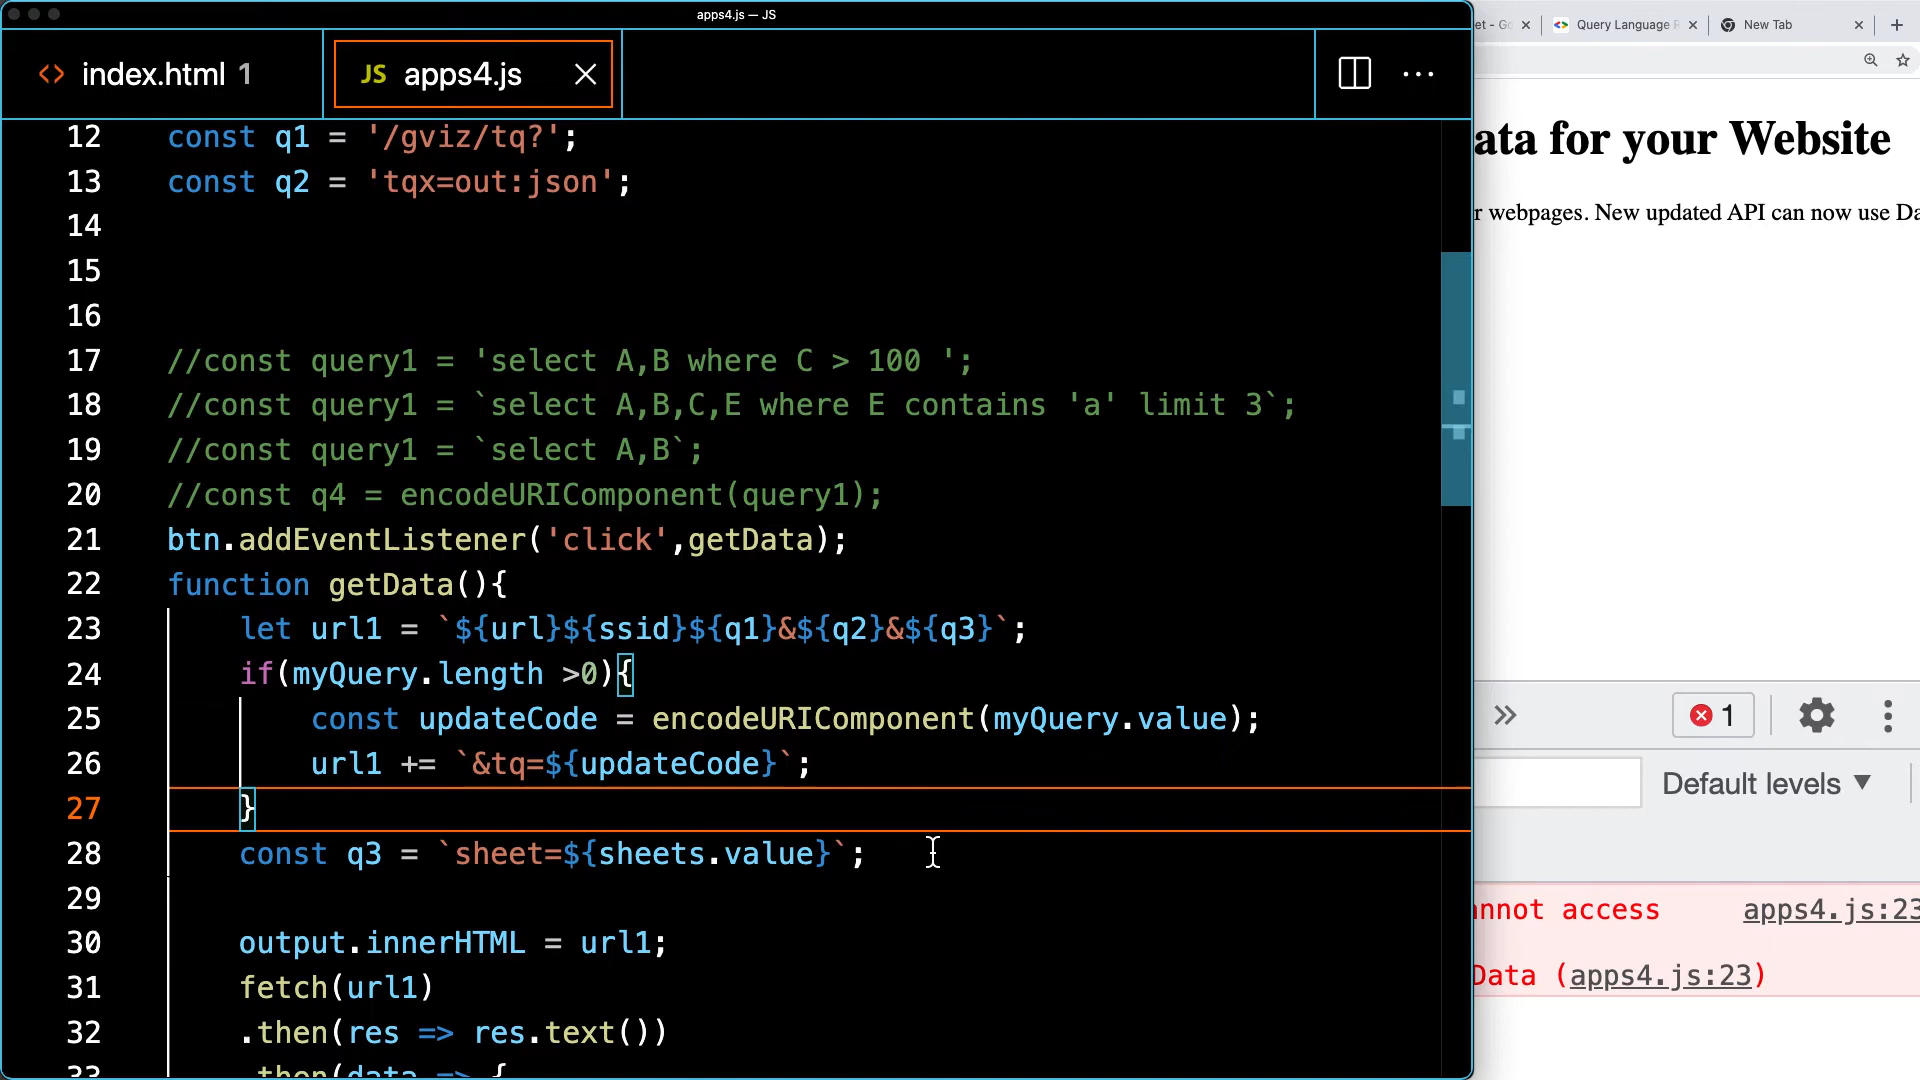 apps4.js — JS
Query Language
New Tab
index.html 1
JS apps4.js
12 const q1 = '/gviz/tq?';
13 const q2 = 'tqx=out:json';
14
15
16
17 //const query1 = 'select A,B where C > 100 ';
18 //const query1 = `select A,B,C,E where E contains 'a' limit 3`;
19 //const query1 = `select A,B`;
20 //const q4 = encodeURIComponent(query1);
21 btn.addEventListener('click',getData);
22 function getData(){
23 let url1 = `${url}${ssid}${q1}&${q2}&${q3}`;
24 if(myQuery.length >0){
25 const updateCode = encodeURIComponent(myQuery.value);
26 url1 += `&tq=${updateCode}`;
27 }
28 const q3 = `sheet=${sheets.value}`;
29
30 output.innerHTML = url1;
31 fetch(url1)
32 .then(res => res.text())
33 .then(data => {
ata for your Website
r webpages. New updated API can now use Da
1
Default levels ▼
nnot access apps4.js:23
Data (apps4.js:23)